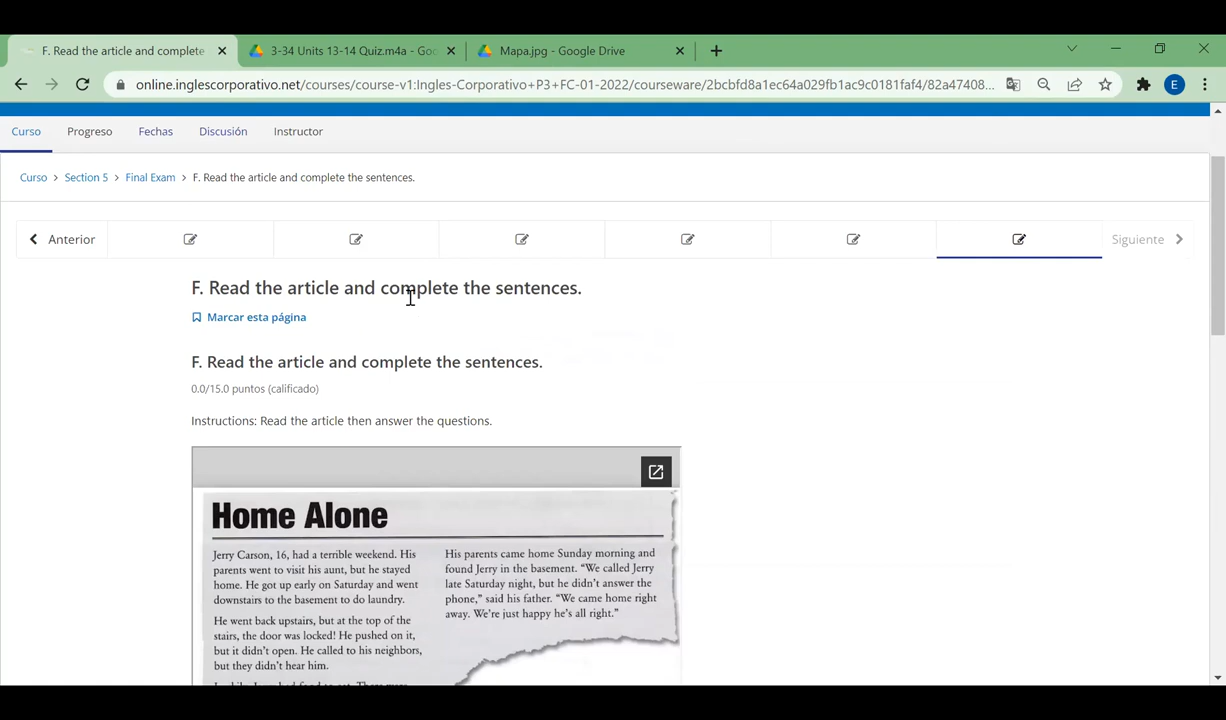 F. Read the article and complete
3-34 Units 13-14 Quiz.m4a - Goo
Mapa.jpg - Google Drive
online.inglescorporativo.net/courses/course-v1:Ingles-Corporativo+P3+FC-01-2022/courseware/2bcbfd8a1ec64a029fb1ac9c0181faf4/82a47408...
E
Curso
Progreso
Fechas
Discusión
Instructor
Curso > Section 5 > Final Exam > F. Read the article and complete the sentences.
Anterior
Siguiente
F. Read the article and complete the sentences.
Marcar esta página
F. Read the article and complete the sentences.
0.0/15.0 puntos (calificado)
Instructions: Read the article then answer the questions.
Home Alone
Jerry Carson, 16, had a terrible weekend. His
parents went to visit his aunt, but he stayed
home. He got up early on Saturday and went
downstairs to the basement to do laundry.
He went back upstairs, but at the top of the
stairs, the door was locked! He pushed on it,
but it didn't open. He called to his neighbors,
but they didn't hear him.
His parents came home Sunday morning and
found Jerry in the basement. "We called Jerry
late Saturday night, but he didn't answer the
phone," said his father. "We came home right
away. We're just happy he's all right."